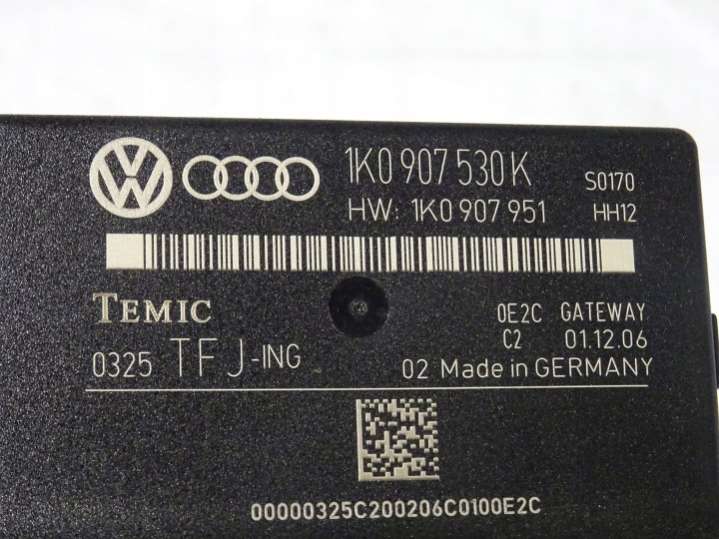 1K0 907 530 K S0170
HW: 1K0 907 951 HH12
TEMIC 0E2C GATEWAY
C2 01.12.06
0325 TFJ-ING 02 Made in GERMANY
00000325C200206C0100E2C